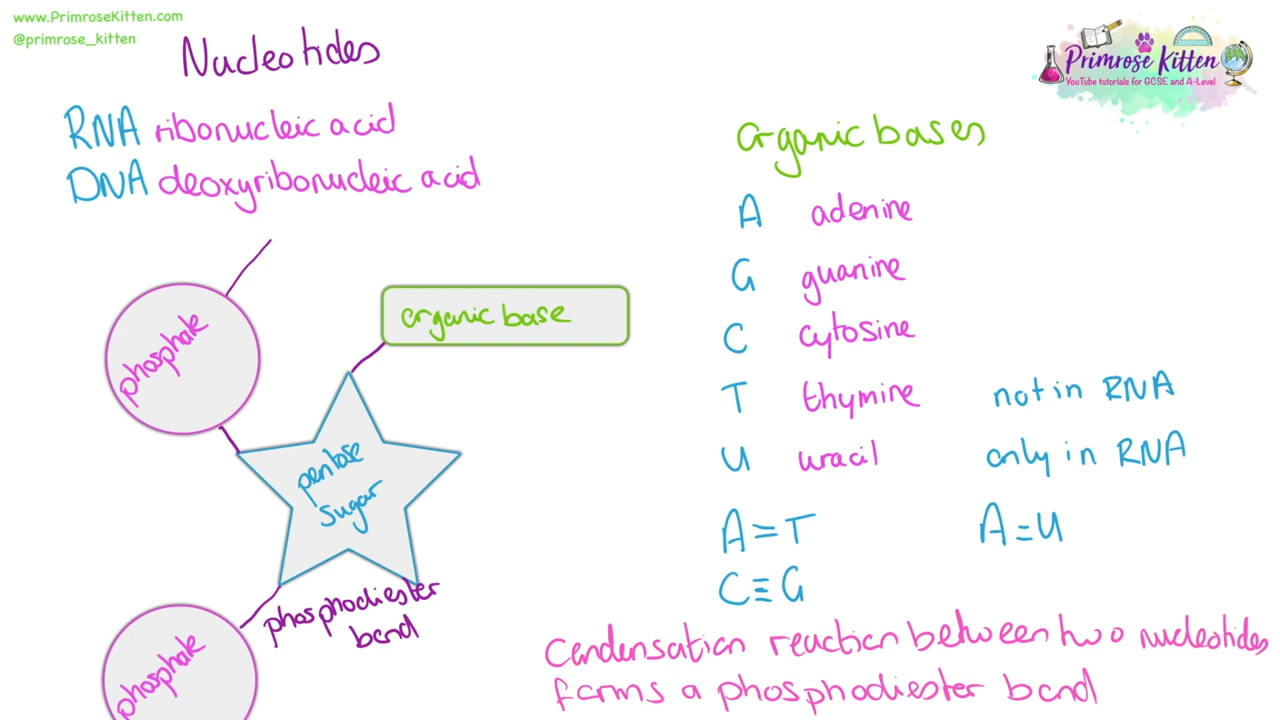 www.PrimroseKitten.com
@primrose_kitten
Primrose Kitten
YouTube tutorials for GCSE and A-Level
Nucleotides
RNA ribonucleic acid
DNA deoxyribonucleic acid
phosphate
organic base
pentose
sugar
phosphodiester
bond
phosphate
organic bases
A adenine
G guanine
C cytosine
T thymine not in RNA
U uracil only in RNA
A=T A=U
C≡G
Condensation reaction between two nucleotides
forms a phosphodiester bond